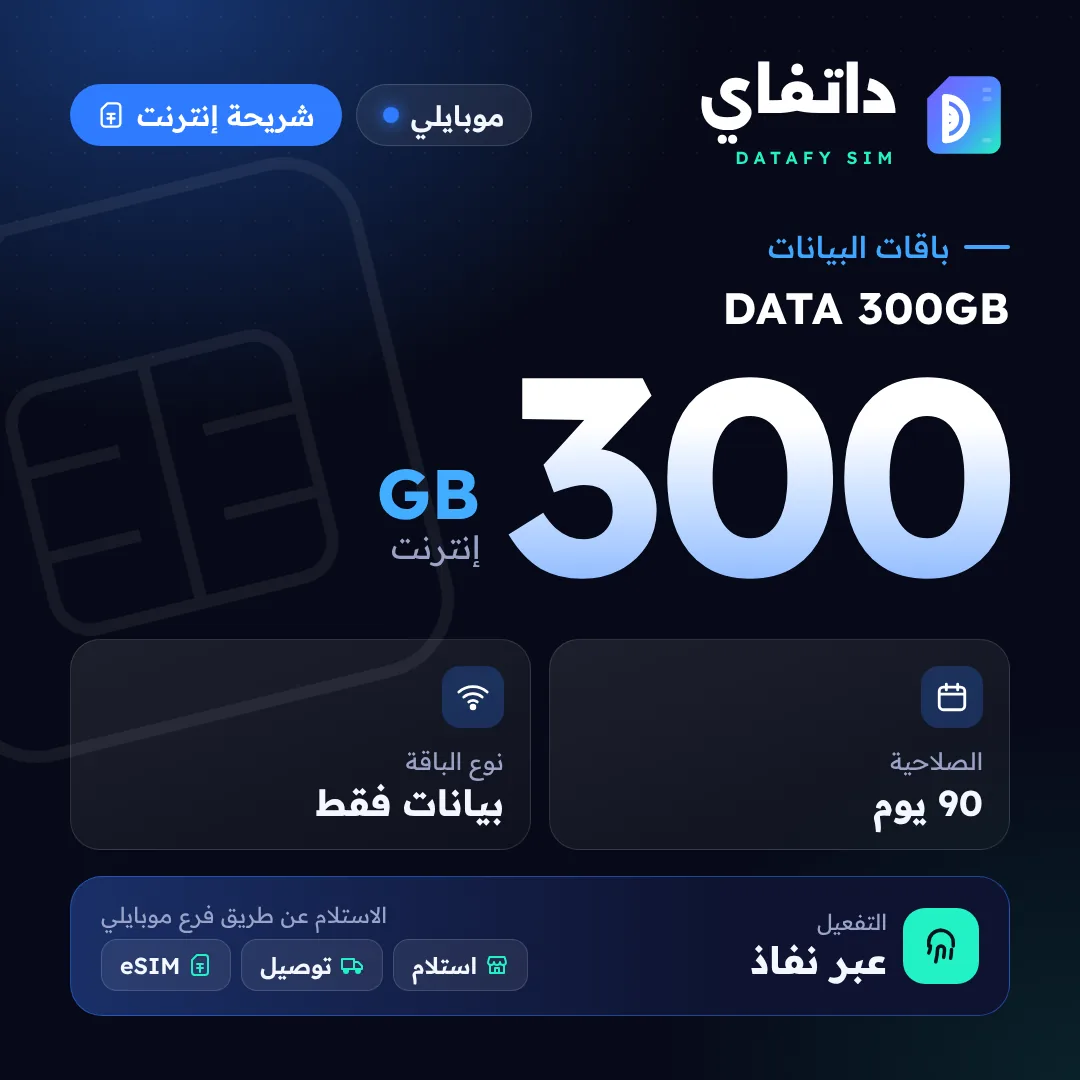 داتفاي
DATAFY SIM
موبايلي
شريحة إنترنت
باقات البيانات
DATA 300GB
300
GB
إنترنت
الصلاحية
90 يوم
نوع الباقة
بيانات فقط
التفعيل
عبر نفاذ
الاستلام عن طريق فرع موبايلي
استلام
توصيل
eSIM